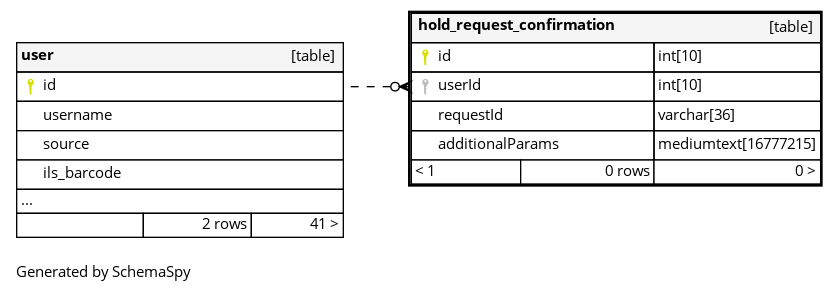 user [table]
id
username
source
ils_barcode
...
2 rows 41 >
hold_request_confirmation [table]
id int[10]
userId int[10]
requestId varchar[36]
additionalParams mediumtext[16777215]
< 1 0 rows 0 >
Generated by SchemaSpy